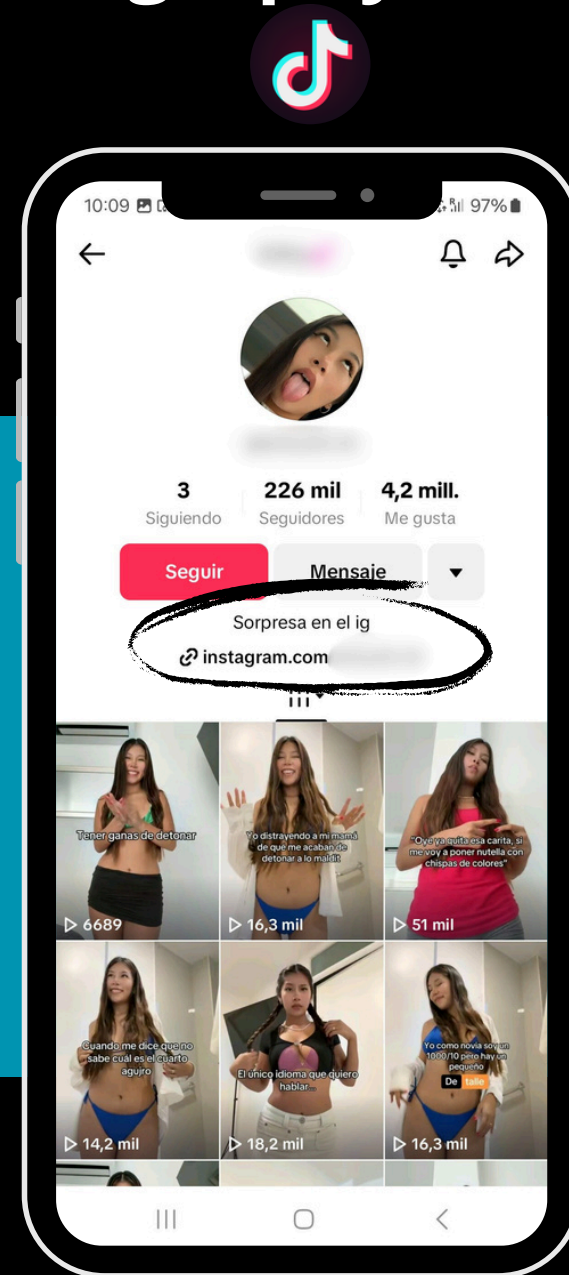 10:09
97%
3
226 mil
4,2 mill.
Siguiendo
Seguidores
Me gusta
Seguir
Mensaje
Sorpresa en el ig
instagram.com
Tener ganas de detonar
6689
Yo distrayendo a mi mamá
de que me acaban de
detonar a lo maldit
16,3 mil
"Oye ya quita esa carita, si
me voy a poner nutella con
chispas de colores"
51 mil
Cuando me dice que no
sabe cuál es el cuarto
agujro
14,2 mil
El único idioma que quiero
hablar...
18,2 mil
Yo como novia soy un
1000/10 pero hay un
pequeño
De talle
16,3 mil